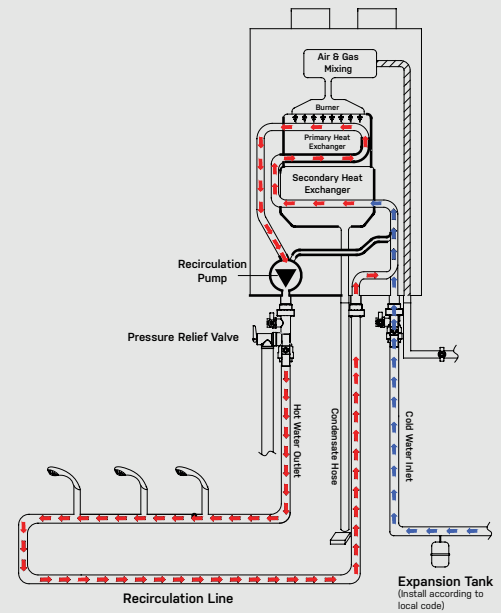 Air & Gas
Mixing
Burner
Primary Heat
Exchanger
Secondary Heat
Exchanger
Recirculation
Pump
Pressure Relief Valve
Hot Water Outlet
Condensate Hose
Cold Water Inlet
Recirculation Line
Expansion Tank
(Install according to
local code)